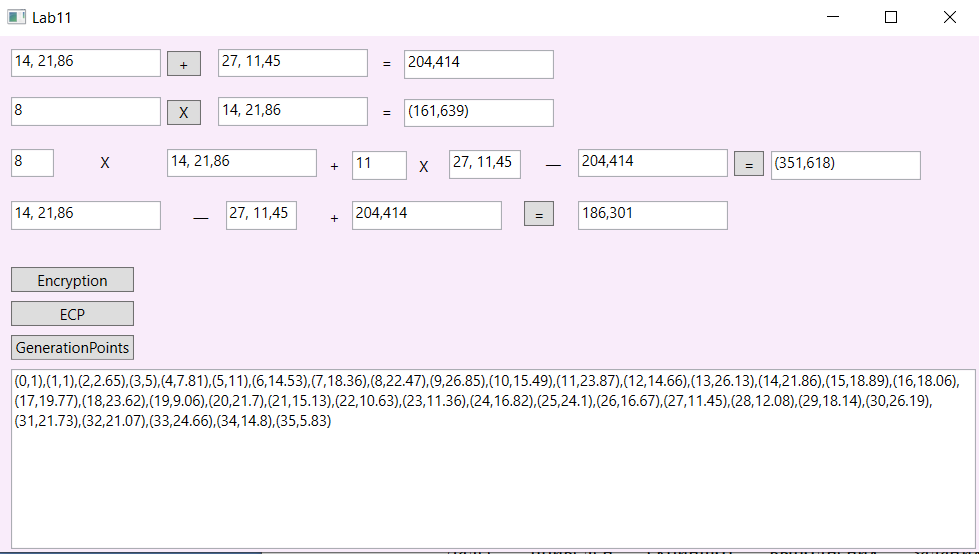 Lab11
14, 21,86 + 27, 11,45 = 204,414
8 X 14, 21,86 = (161,639)
8 X 14, 21,86 + 11 X 27, 11,45 — 204,414 = (351,618)
14, 21,86 — 27, 11,45 + 204,414 = 186,301
Encryption
ECP
GenerationPoints
(0,1),(1,1),(2,2.65),(3,5),(4,7.81),(5,11),(6,14.53),(7,18.36),(8,22.47),(9,26.85),(10,15.49),(11,23.87),(12,14.66),(13,26.13),(14,21.86),(15,18.89),(16,18.06),
(17,19.77),(18,23.62),(19,9.06),(20,21.7),(21,15.13),(22,10.63),(23,11.36),(24,16.82),(25,24.1),(26,16.67),(27,11.45),(28,12.08),(29,18.14),(30,26.19),
(31,21.73),(32,21.07),(33,24.66),(34,14.8),(35,5.83)